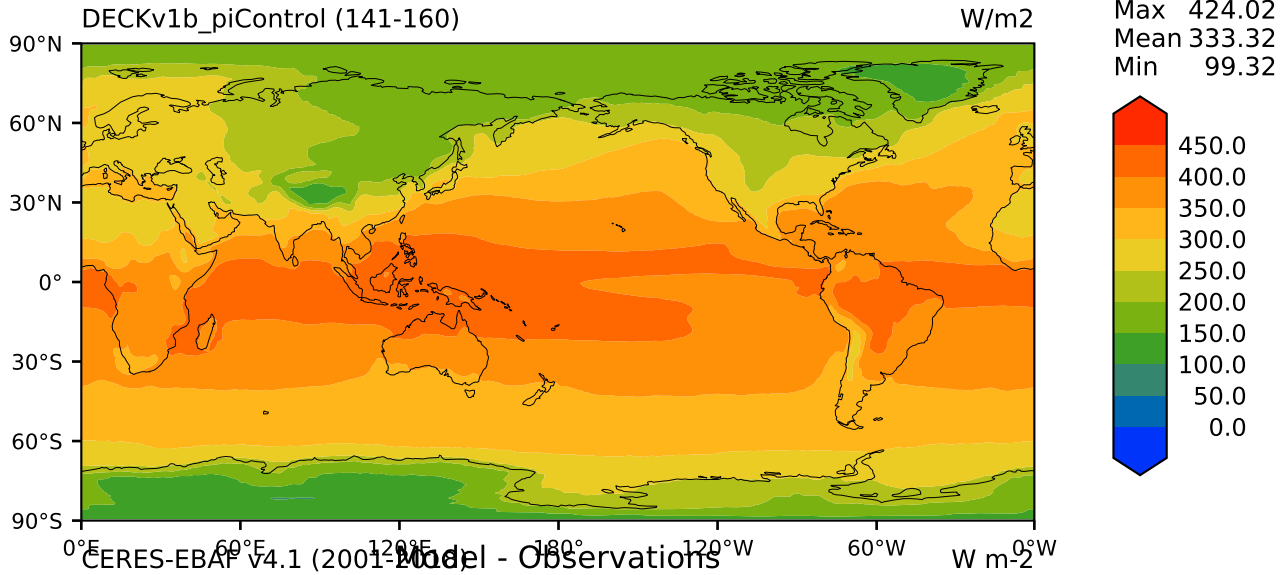 DECKv1b_piControl (141-160) W/m2
Max 424.02
Mean 333.32
Min 99.32
90°N
60°N
30°N
0°
30°S
60°S
90°S
450.0
400.0
350.0
300.0
250.0
200.0
150.0
100.0
50.0
0.0
0°E 60°E 120°E 180° 120°W 60°W 0°W
CERES-EBAF v4.1 (2001-2018) Model - Observations W m-2